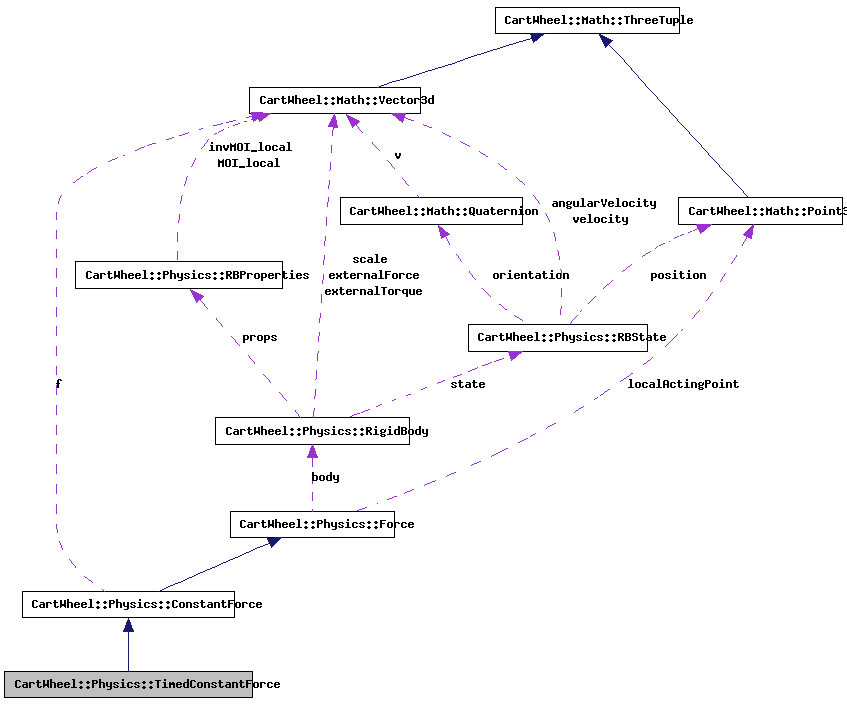 CartWheel::Math::ThreeTuple
CartWheel::Math::Vector3d
invMOI_local
MOI_local
v
CartWheel::Math::Quaternion
angularVelocity
velocity
CartWheel::Math::Point3
scale
externalForce
externalTorque
CartWheel::Physics::RBProperties
orientation
position
props
CartWheel::Physics::RBState
f
state
localActingPoint
CartWheel::Physics::RigidBody
body
CartWheel::Physics::Force
CartWheel::Physics::ConstantForce
CartWheel::Physics::TimedConstantForce